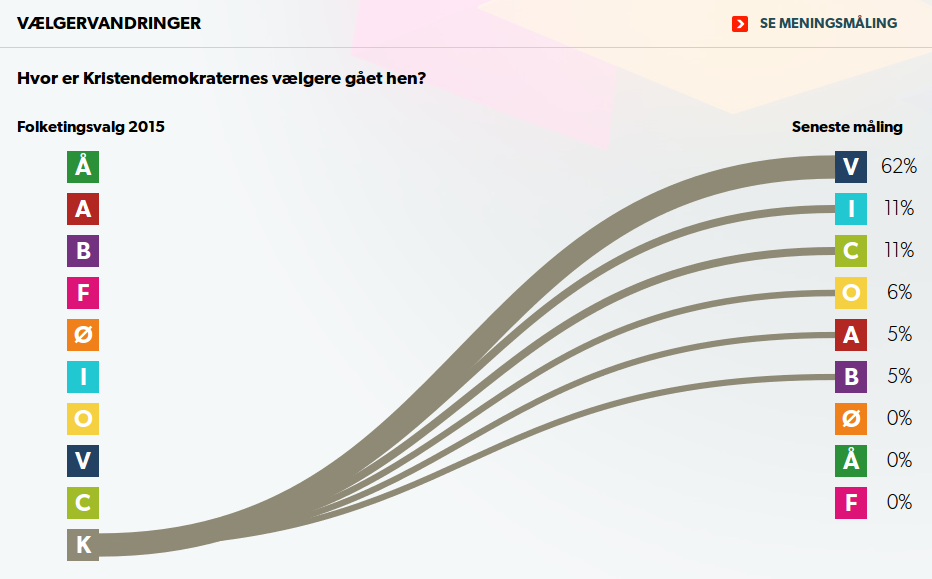 VÆLGERVANDRINGER
SE MENINGSMÅLING
Hvor er Kristendemokraternes vælgere gået hen?
Folketingsvalg 2015
Seneste måling
Å
A
B
F
Ø
I
O
V
C
K
V 62%
I 11%
C 11%
O 6%
A 5%
B 5%
Ø 0%
Å 0%
F 0%